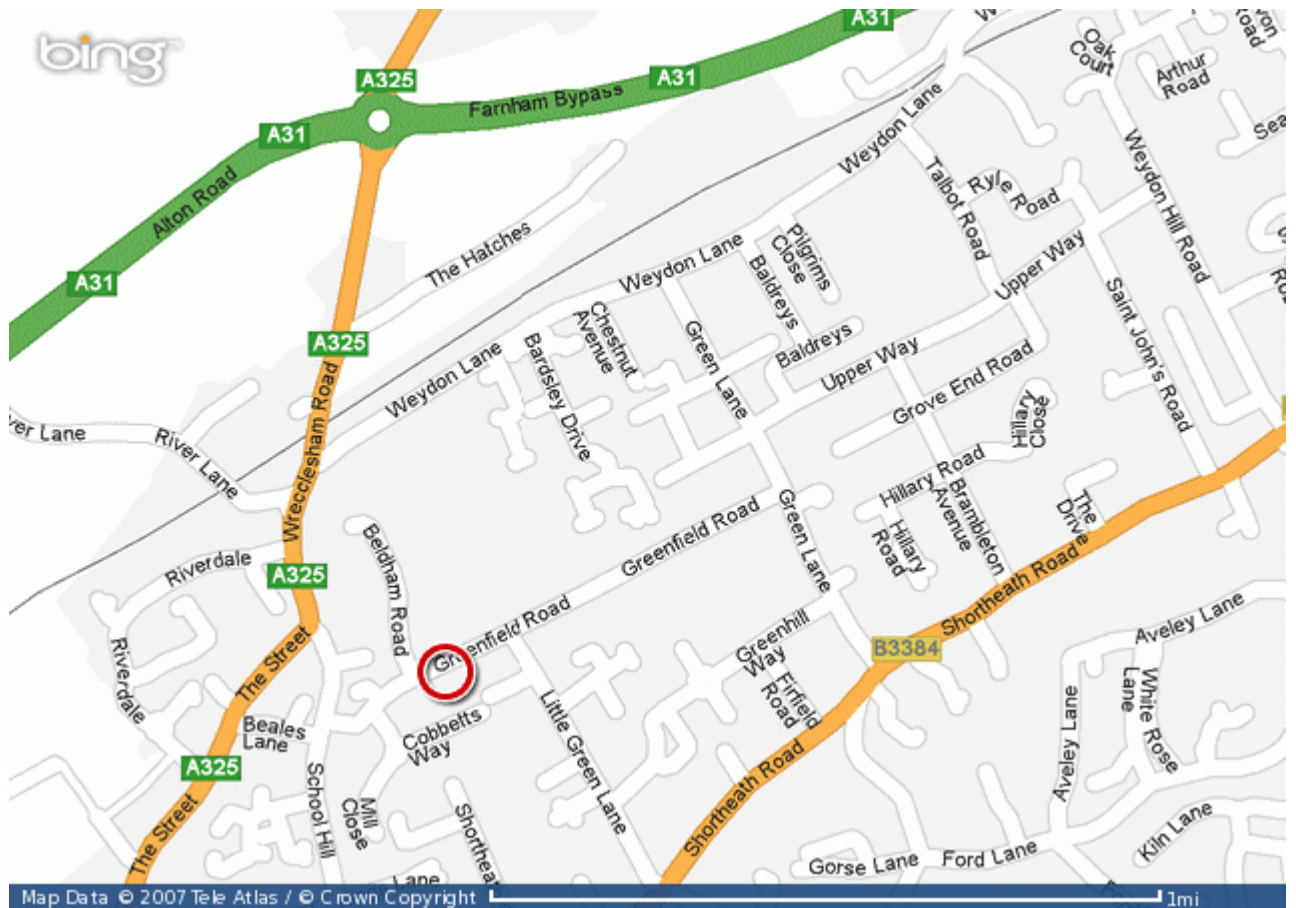 bing
A31
A325
A31
Farnham Bypass
A31
Alton Road
A31
Oak
Court
Arthur
Road
Road
Sea
Weydon Lane
Talbot Road
Ryle Road
Weydon Hill Road
The Hatches
Weydon Lane
Pilgrims
Close
Baldreys
Upper Way
Saint John's Road
A325
Chestnut
Avenue
Green Lane
Baldreys
Weydon Lane
Bardsley Drive
Upper Way
Grove End Road
Hillary
Close
ver Lane
River Lane
Wrecclesham Road
Hillary Road
Brambleton
Avenue
The
Drive
Green Lane
Hillary
Road
Greenfield Road
Beldham Road
Riverdale
A325
Shortheath Road
Greenfield Road
Aveley Lane
Riverdale
The Street
Greenhill
Way
B3384
White Rose
Lane
Firfield
Road
Aveley Lane
Beales
Lane
Cobbetts
Way
Little Green Lane
A325
School Hill
Mill
Close
Shorthea
Shortheath Road
The Street
Gorse Lane
Ford Lane
Kiln Lane
Lane
Map Data © 2007 Tele Atlas / © Crown Copyright
1mi